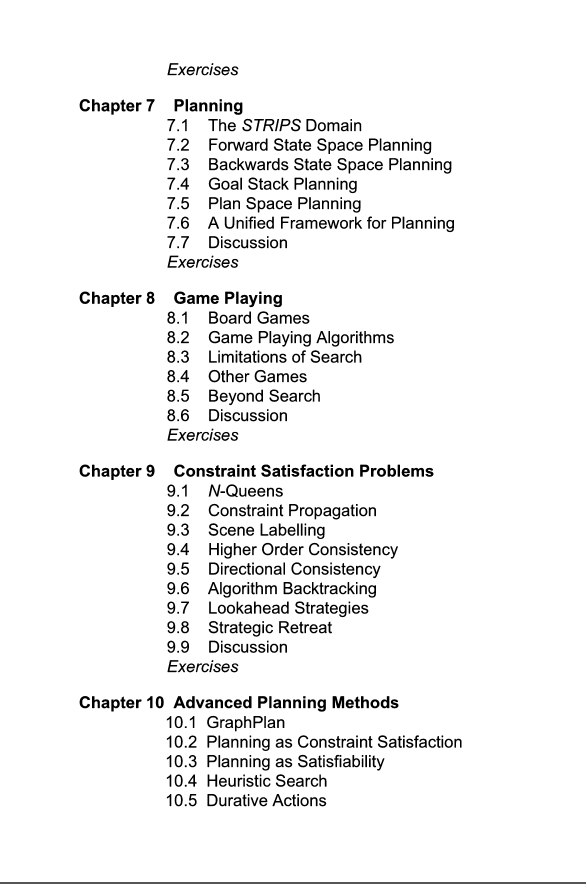 Exercises
Chapter 7 Planning
7.1 The STRIPS Domain
7.2 Forward State Space Planning
7.3 Backwards State Space Planning
7.4 Goal Stack Planning
7.5 Plan Space Planning
7.6 A Unified Framework for Planning
7.7 Discussion
Exercises
Chapter 8 Game Playing
8.1 Board Games
8.2 Game Playing Algorithms
8.3 Limitations of Search
8.4 Other Games
8.5 Beyond Search
8.6 Discussion
Exercises
Chapter 9 Constraint Satisfaction Problems
9.1 N-Queens
9.2 Constraint Propagation
9.3 Scene Labelling
9.4 Higher Order Consistency
9.5 Directional Consistency
9.6 Algorithm Backtracking
9.7 Lookahead Strategies
9.8 Strategic Retreat
9.9 Discussion
Exercises
Chapter 10 Advanced Planning Methods
10.1 GraphPlan
10.2 Planning as Constraint Satisfaction
10.3 Planning as Satisfiability
10.4 Heuristic Search
10.5 Durative Actions